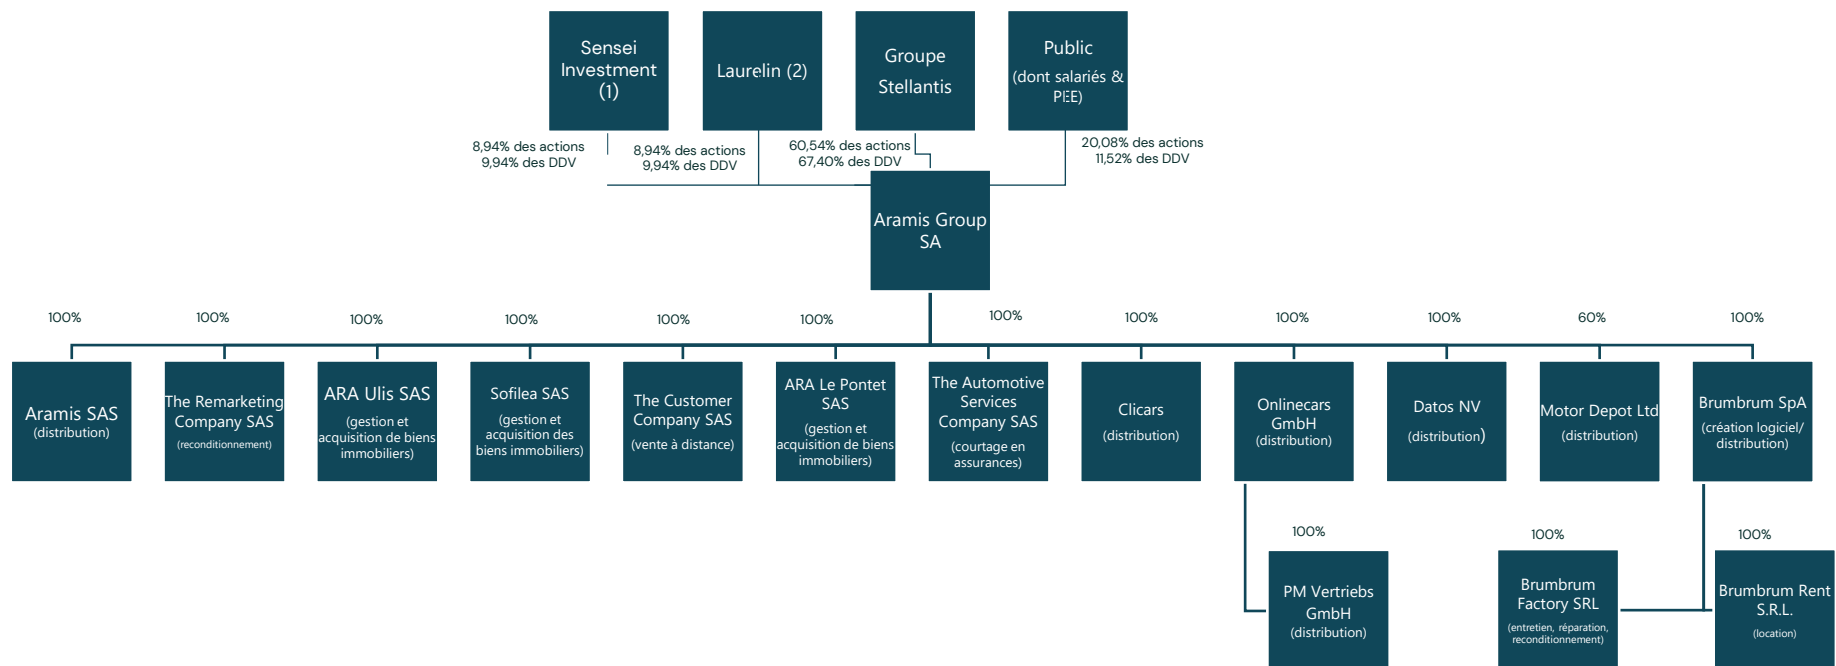 Sensei
Investment
(1)
Laurelin (2)
Groupe
Stellantis
Public
(dont salariés &
PEE)
8,94% des actions
9,94% des DDV
8,94% des actions
9,94% des DDV
60,54% des actions
67,40% des DDV
20,08% des actions
11,52% des DDV
Aramis Group
SA
100%
100%
100%
100%
100%
100%
100%
100%
100%
100%
60%
100%
Aramis SAS
(distribution)
The Remarketing
Company SAS
(reconditionnement)
ARA Ulis SAS
(gestion et
acquisition de biens
immobiliers)
Sofilea SAS
(gestion et
acquisition des
biens immobiliers)
The Customer
Company SAS
(vente à distance)
ARA Le Pontet
SAS
(gestion et
acquisition de biens
immobiliers)
The Automotive
Services
Company SAS
(courtage en
assurances)
Clicars
(distribution)
Onlinecars
GmbH
(distribution)
Datos NV
(distribution)
Motor Depot Ltd
(distribution)
Brumbrum SpA
(création logiciel/
distribution)
100%
100%
100%
PM Vertriebs
GmbH
(distribution)
Brumbrum
Factory SRL
(entretien, réparation,
reconditionnement)
Brumbrum Rent
S.R.L.
(location)